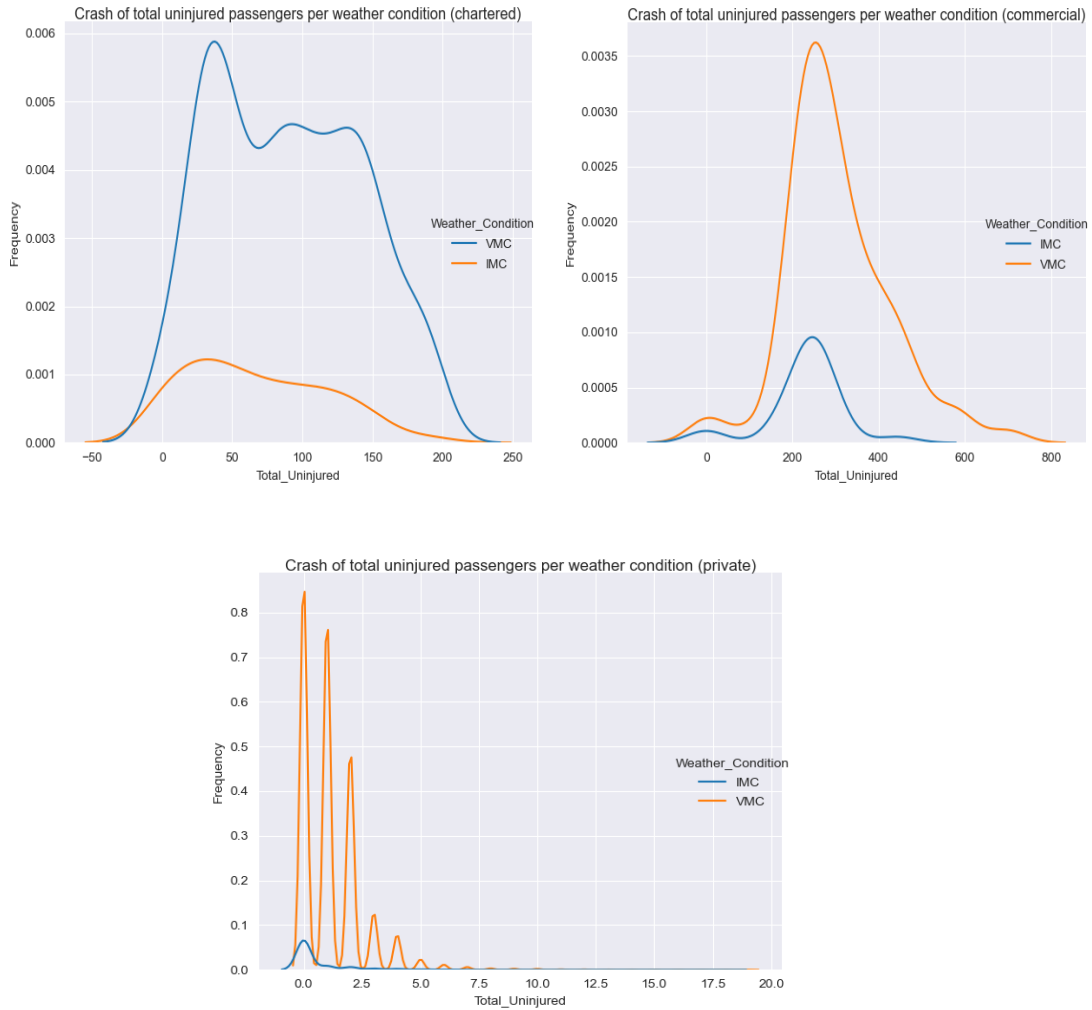 Crash of total uninjured passengers per weather condition (chartered)
0.006
0.005
0.004
0.003
0.002
0.001
0.000
Frequency
Weather_Condition
VMC
IMC
−50
0
50
100
150
200
250
Total_Uninjured
Crash of total uninjured passengers per weather condition (commercial)
0.0035
0.0030
0.0025
0.0020
0.0015
0.0010
0.0005
0.0000
Frequency
Weather_Condition
IMC
VMC
0
200
400
600
800
Total_Uninjured
Crash of total uninjured passengers per weather condition (private)
0.8
0.7
0.6
0.5
0.4
0.3
0.2
0.1
0.0
Frequency
Weather_Condition
IMC
VMC
0.0
2.5
5.0
7.5
10.0
12.5
15.0
17.5
20.0
Total_Uninjured